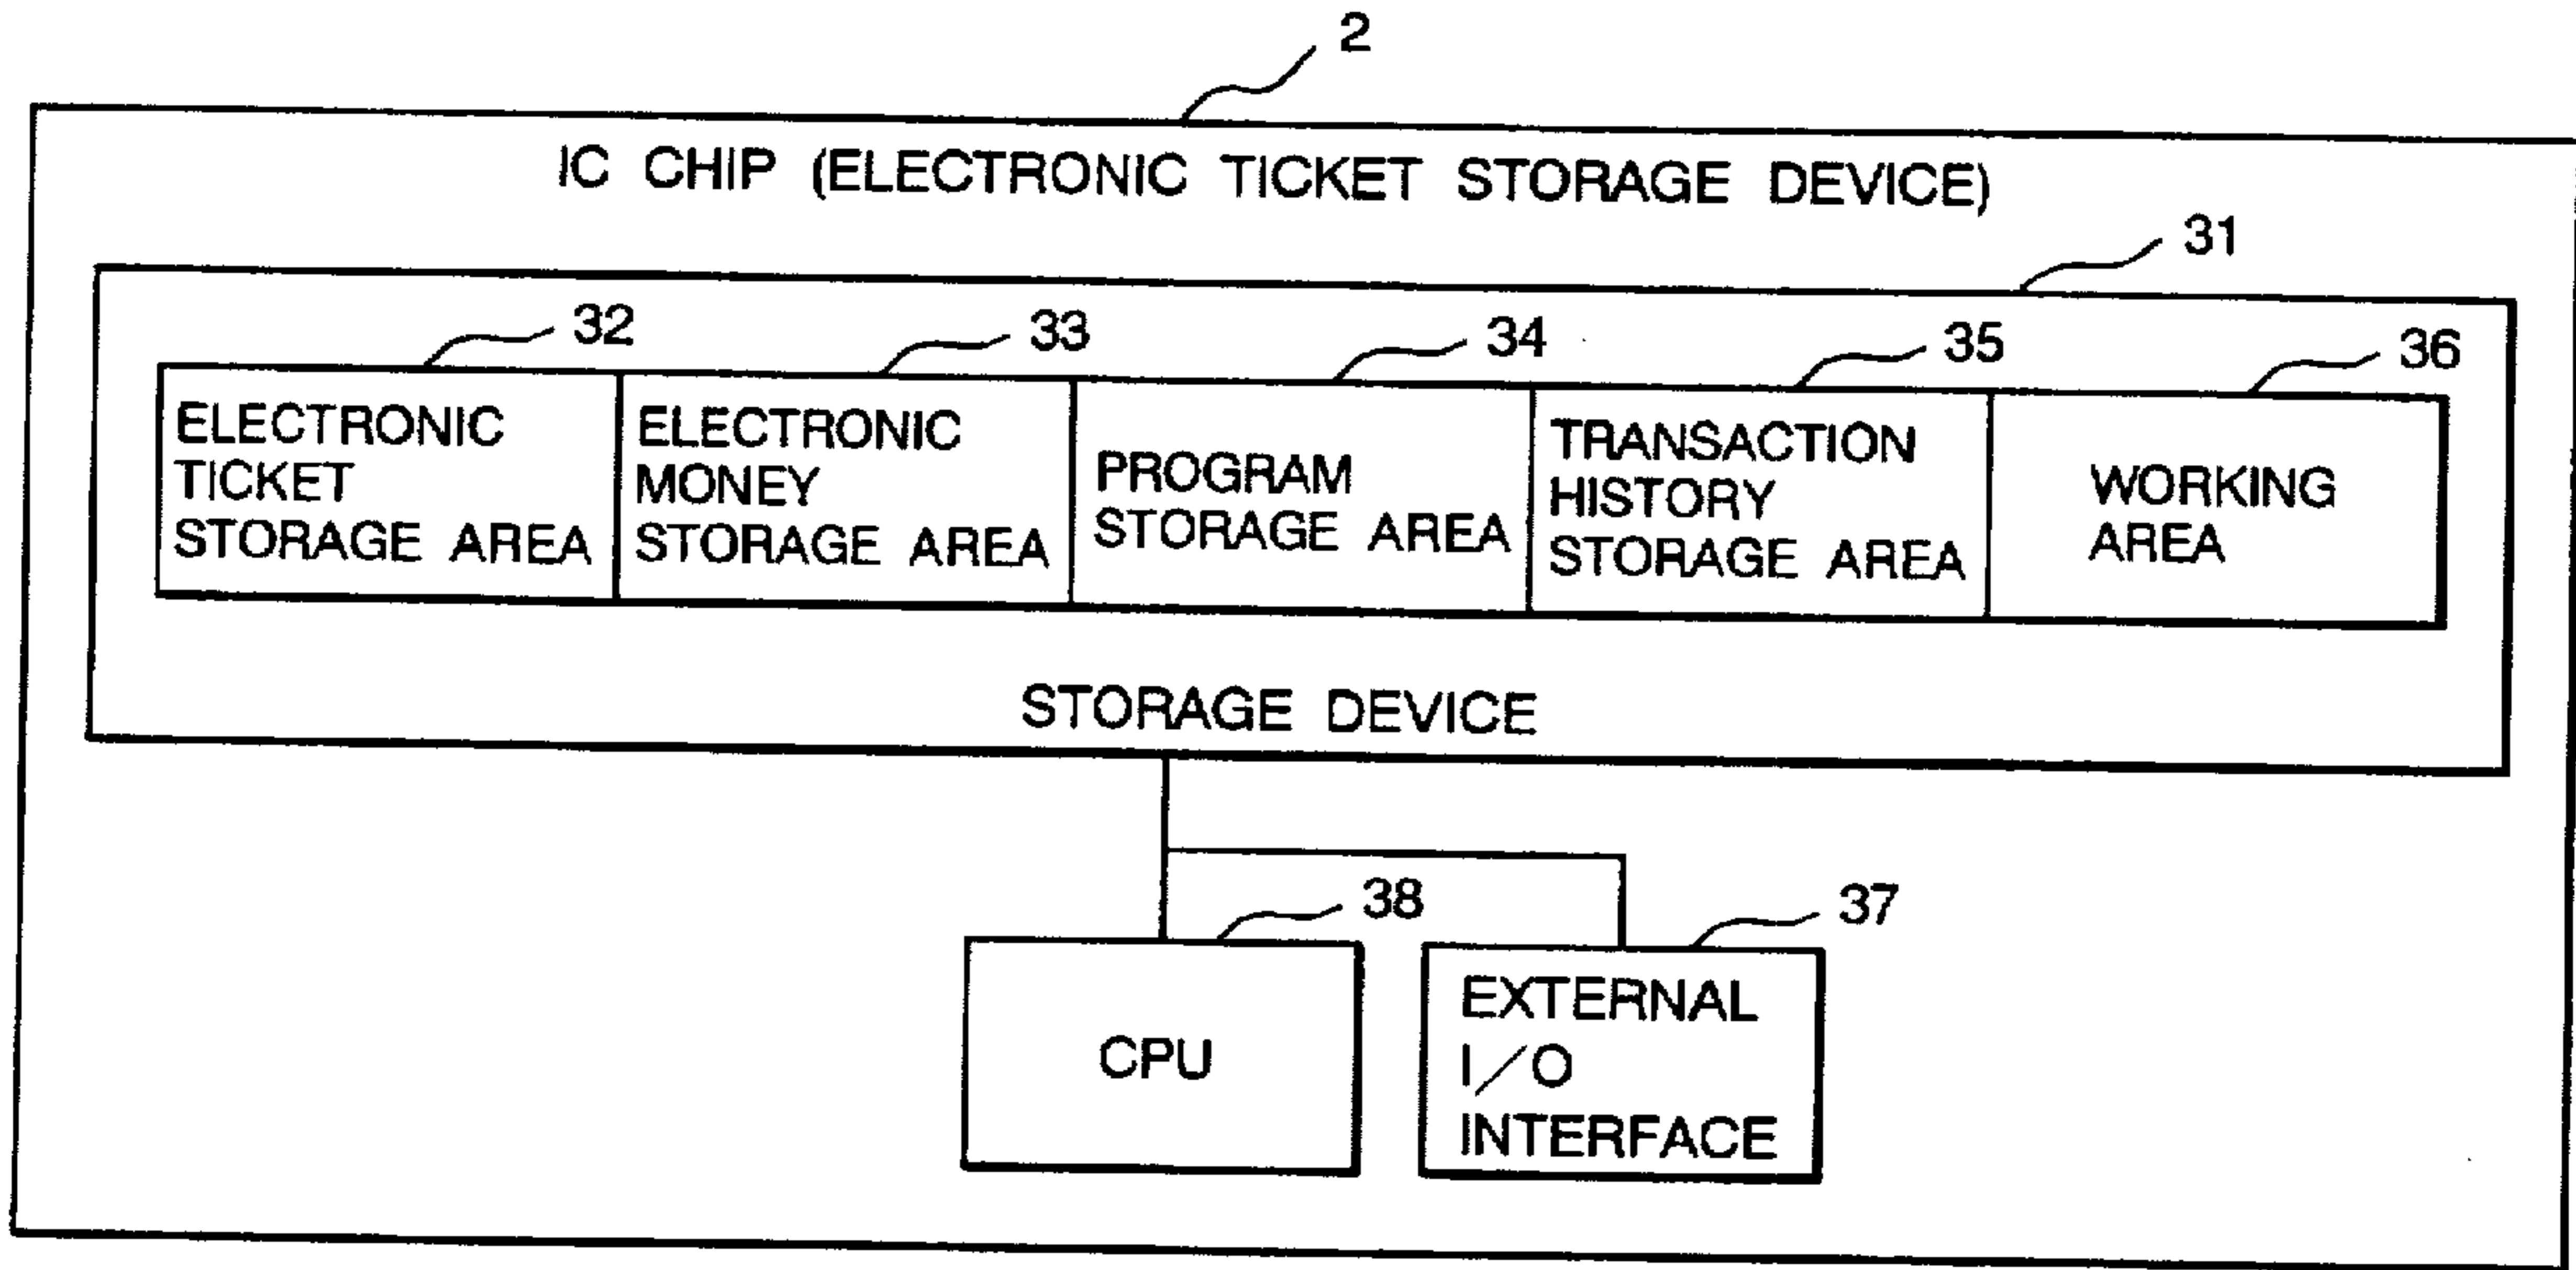 2
IC CHIP (ELECTRONIC TICKET STORAGE DEVICE)
31
32
33
34
35
36
ELECTRONIC
TICKET
STORAGE AREA
ELECTRONIC
MONEY
STORAGE AREA
PROGRAM
STORAGE AREA
TRANSACTION
HISTORY
STORAGE AREA
WORKING
AREA
STORAGE DEVICE
38
37
CPU
EXTERNAL
I/O
INTERFACE